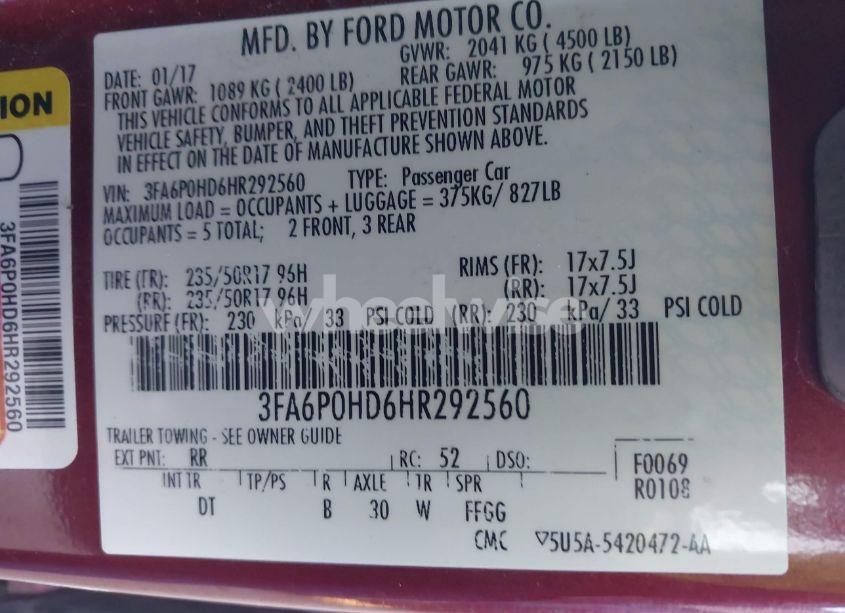 MFD. BY FORD MOTOR CO.
DATE: 01/17 GVWR: 2041 KG ( 4500 LB)
FRONT GAWR: 1089 KG ( 2400 LB) REAR GAWR: 975 KG ( 2150 LB)
THIS VEHICLE CONFORMS TO ALL APPLICABLE FEDERAL MOTOR
VEHICLE SAFETY, BUMPER, AND THEFT PREVENTION STANDARDS
IN EFFECT ON THE DATE OF MANUFACTURE SHOWN ABOVE.
VIN: 3FA6P0HD6HR292560 TYPE: Passenger Car
MAXIMUM LOAD = OCCUPANTS + LUGGAGE = 375KG/ 827LB
OCCUPANTS = 5 TOTAL; 2 FRONT, 3 REAR
TIRE (FR): 235/50R17 96H RIMS (FR): 17x7.5J
(RR): 235/50R17 96H (RR): 17x7.5J
PRESSURE (FR): 230 kPa/ 33 PSI COLD (RR): 230 kPa/ 33 PSI COLD
3FA6P0HD6HR292560
TRAILER TOWING - SEE OWNER GUIDE
EXT PNT: RR RC: 52 DSO: F0069
INT TR TP/PS R AXLE TR SPR R0108
DT B 30 W FFGG
CMC ▽5U5A-5420472-AA
ION
3FA6P0HD6HR292560